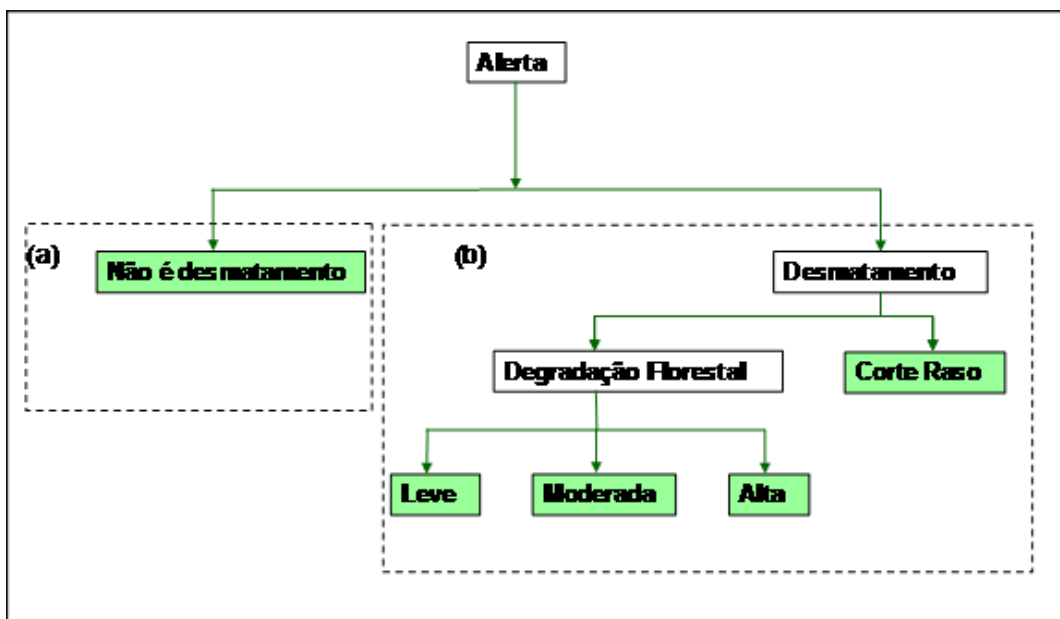 Alerta
(a)
Não é desmatamento
(b)
Desmatamento
Degradação Florestal
Corte Raso
Leve
Moderada
Alta